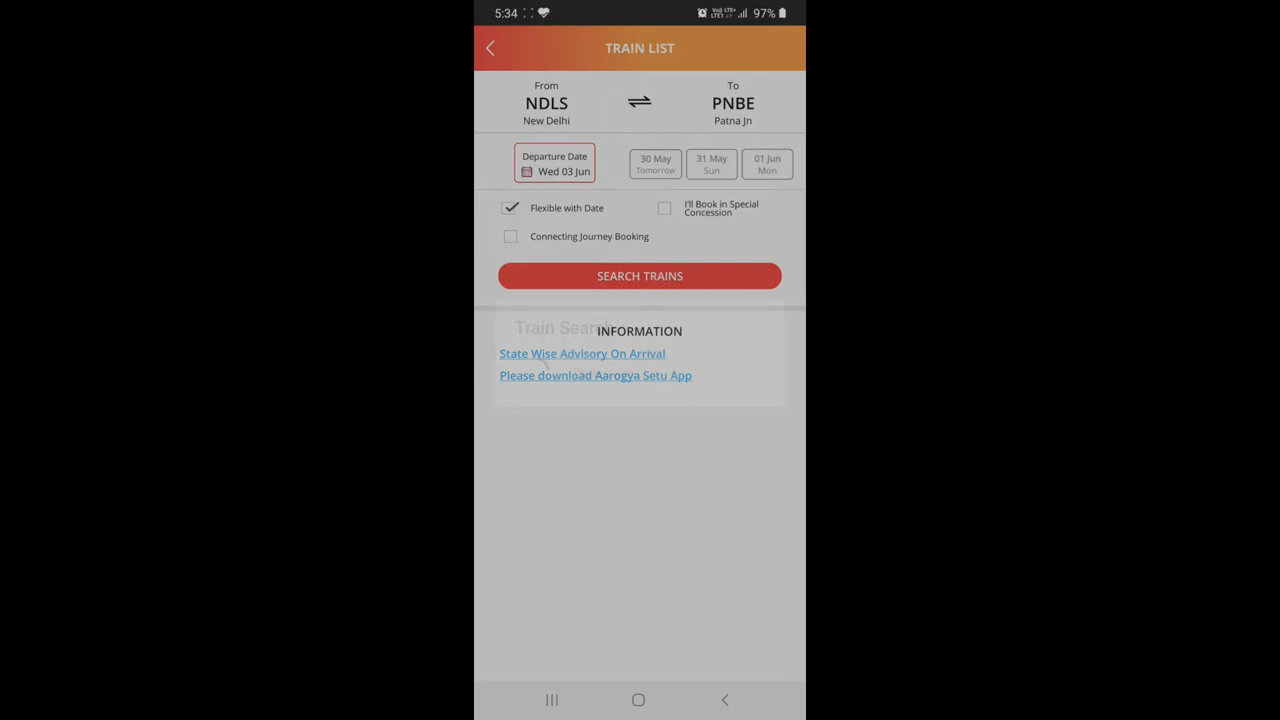 5:34 97%
TRAIN LIST
From To
NDLS PNBE
New Delhi Patna Jn
Departure Date
Wed 03 Jun
30 May 31 May 01 Jun
Tomorrow Sun Mon
Flexible with Date
I'll Book in Special
Concession
Connecting Journey Booking
SEARCH TRAINS
Train Sear
INFORMATION
State Wise Advisory On Arrival
Please download Aarogya Setu App